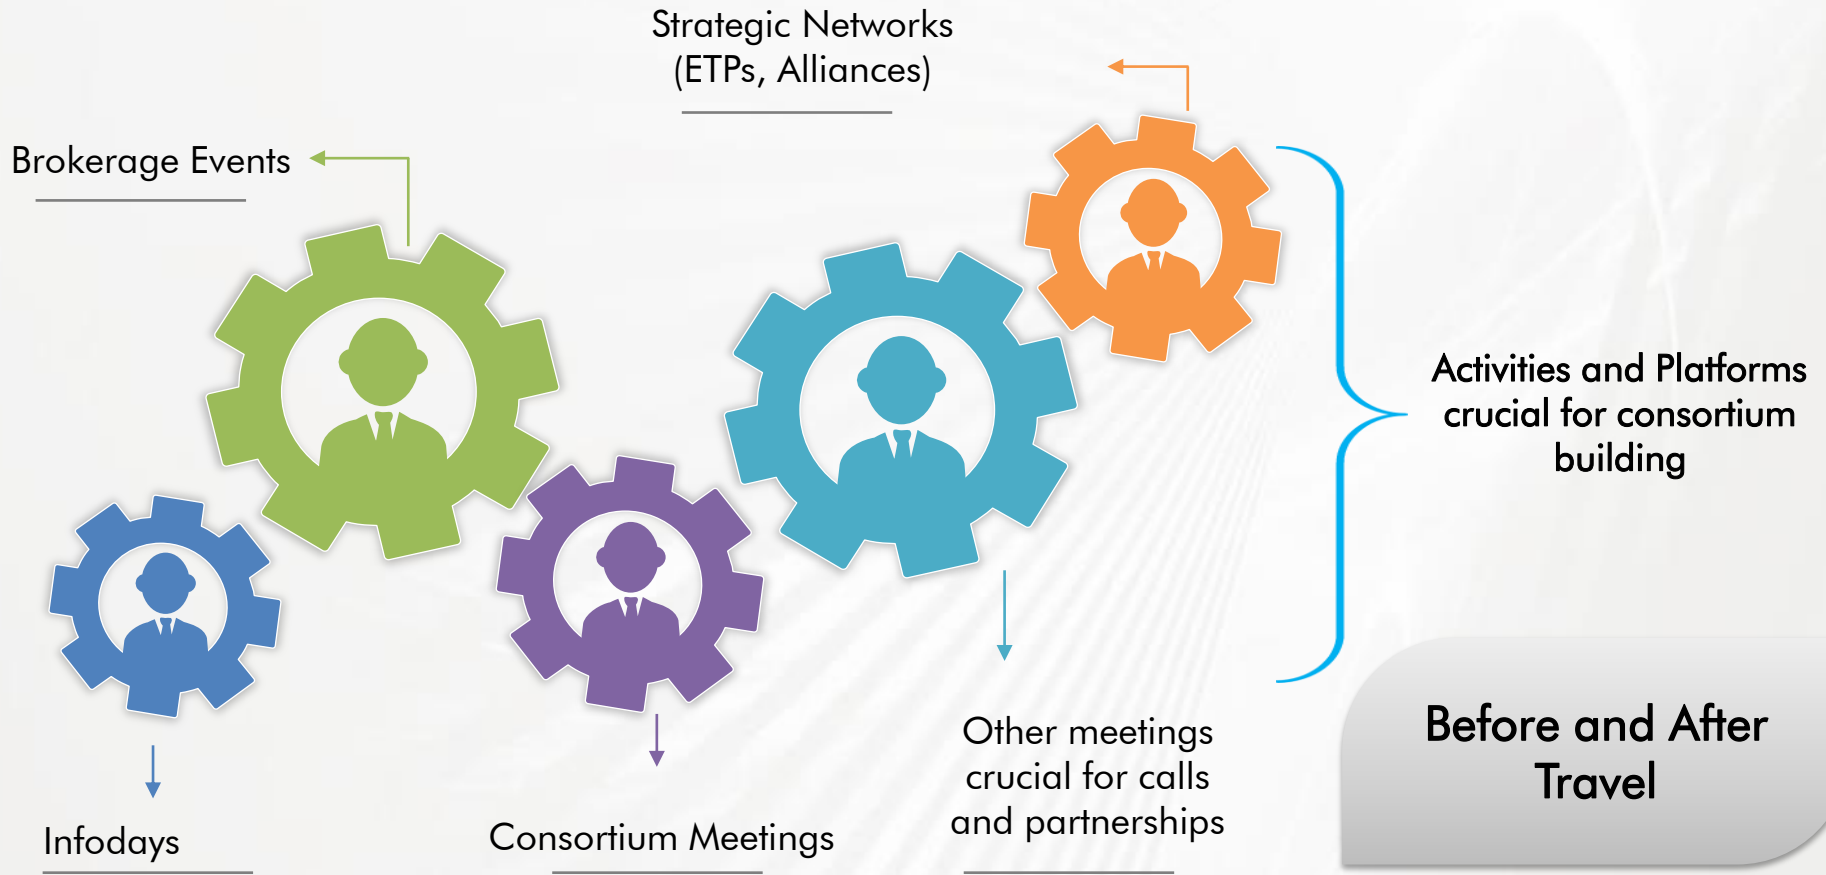 Strategic Networks
(ETPs, Alliances)
Brokerage Events
Activities and Platforms
crucial for consortium
building
Infodays
Consortium Meetings
Other meetings
crucial for calls
and partnerships
Before and After
Travel